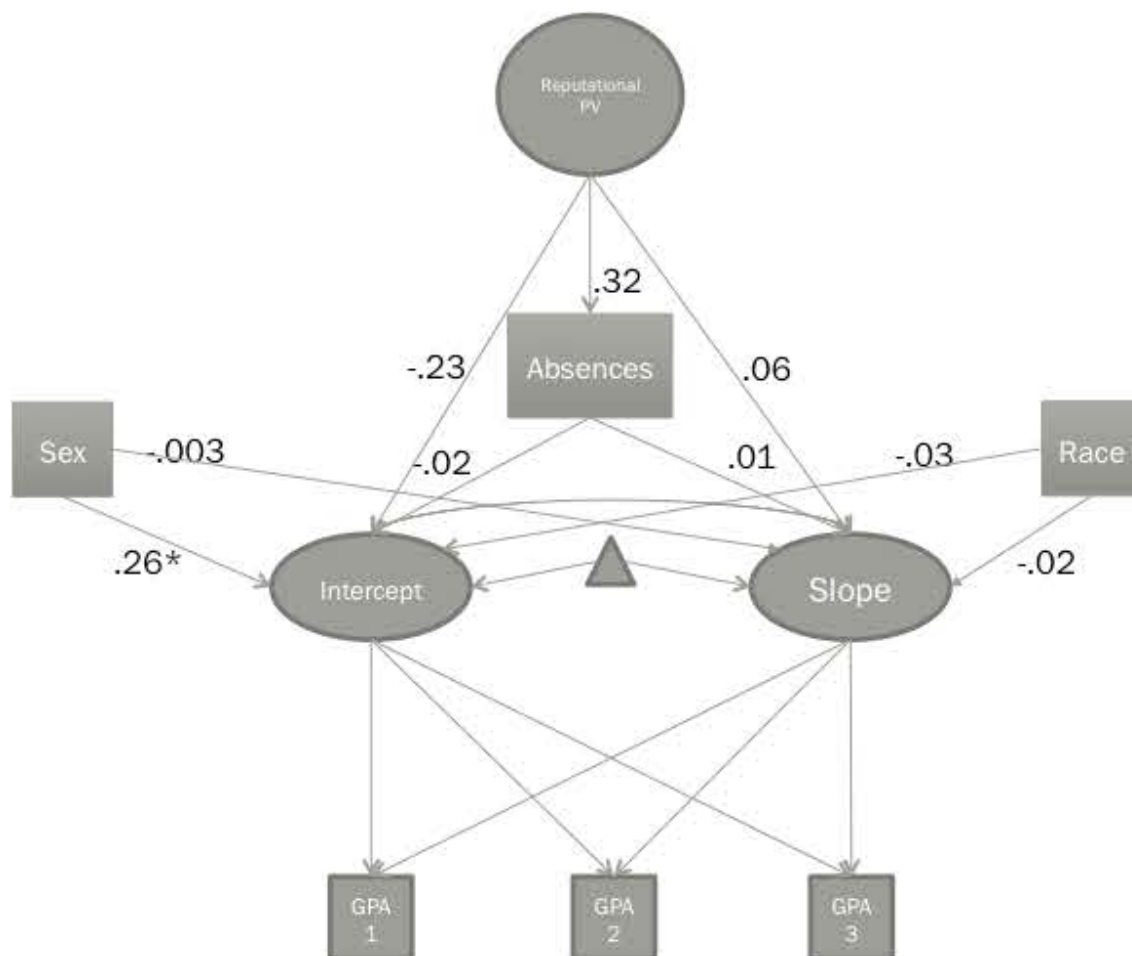 Reputational
PV
.32
-.23
Absences
.06
Sex
-.003
-.02
.01
-.03
Race
.26*
Intercept
Slope
-.02
GPA
1
GPA
2
GPA
3